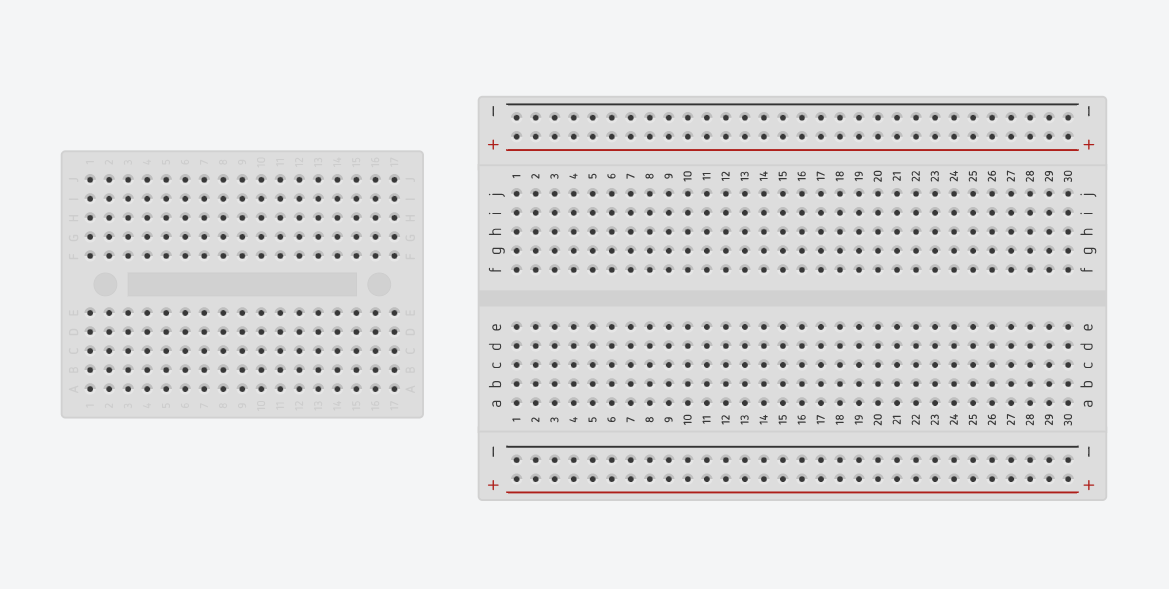 1 2 3 4 5 6 7 8 9 10 11 12 13 14 15 16 17
J J
I I
H H
G G
F F
E E
D D
C C
B B
A A
1 2 3 4 5 6 7 8 9 10 11 12 13 14 15 16 17
− −
+ +
1 2 3 4 5 6 7 8 9 10 11 12 13 14 15 16 17 18 19 20 21 22 23 24 25 26 27 28 29 30
j j
i i
h h
g g
f f
e e
d d
c c
b b
a a
1 2 3 4 5 6 7 8 9 10 11 12 13 14 15 16 17 18 19 20 21 22 23 24 25 26 27 28 29 30
− −
+ +